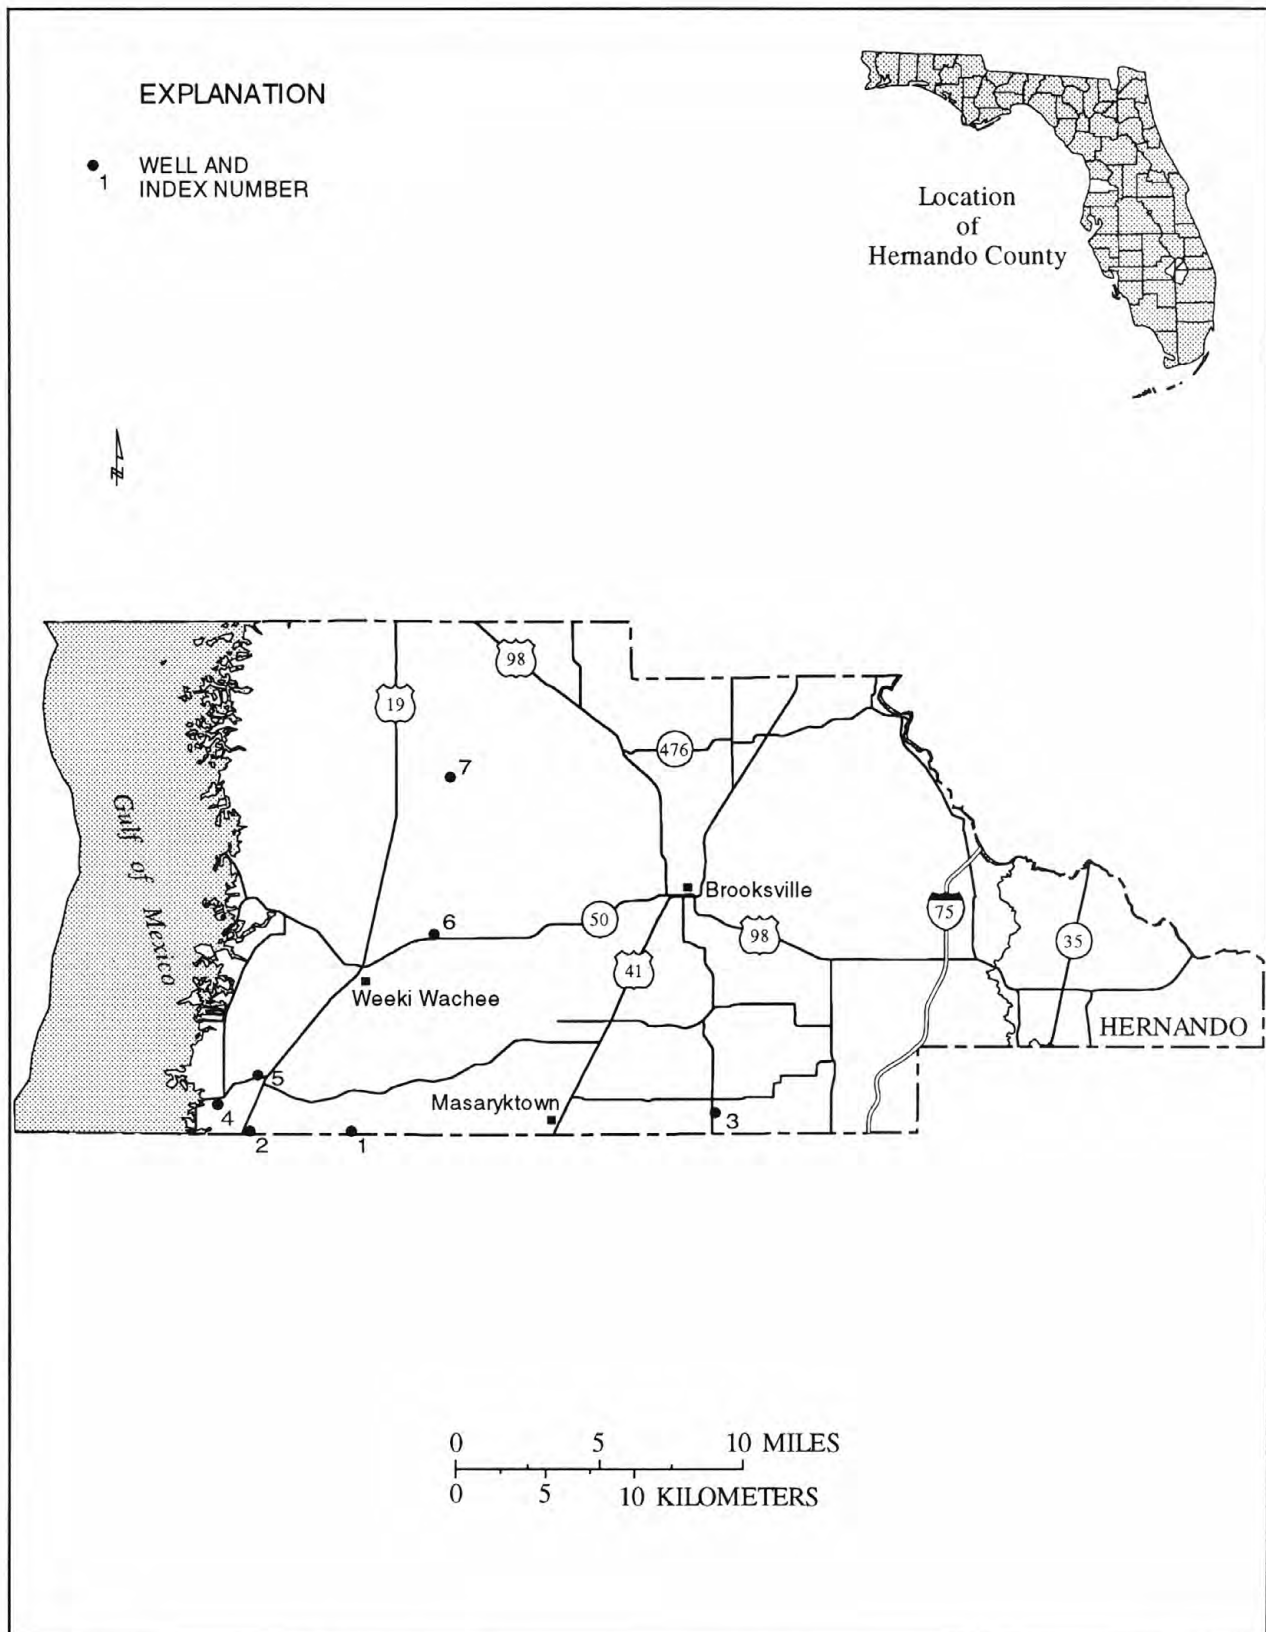 EXPLANATION
WELL AND
1
INDEX NUMBER
Location
of
Hernando County
N
98
19
476
7
Gulf of Mexico
Brooksville
6
50
75
98
35
41
Weeki Wachee
HERNANDO
5
Masaryktown
4
3
2
1
0 5 10 MILES
0 5 10 KILOMETERS